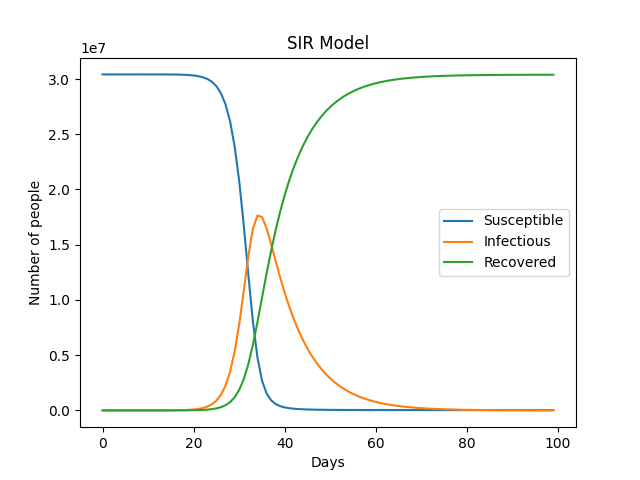 SIR Model
1e7
3.0
2.5
2.0
1.5
1.0
0.5
0.0
Number of people
Susceptible
Infectious
Recovered
0 20 40 60 80 100
Days